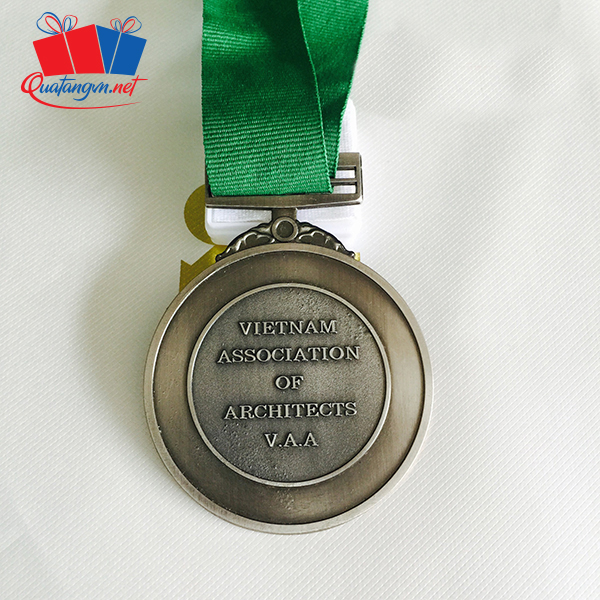 Quatangvn.net
VIETNAM
ASSOCIATION
OF
ARCHITECTS
V.A.A